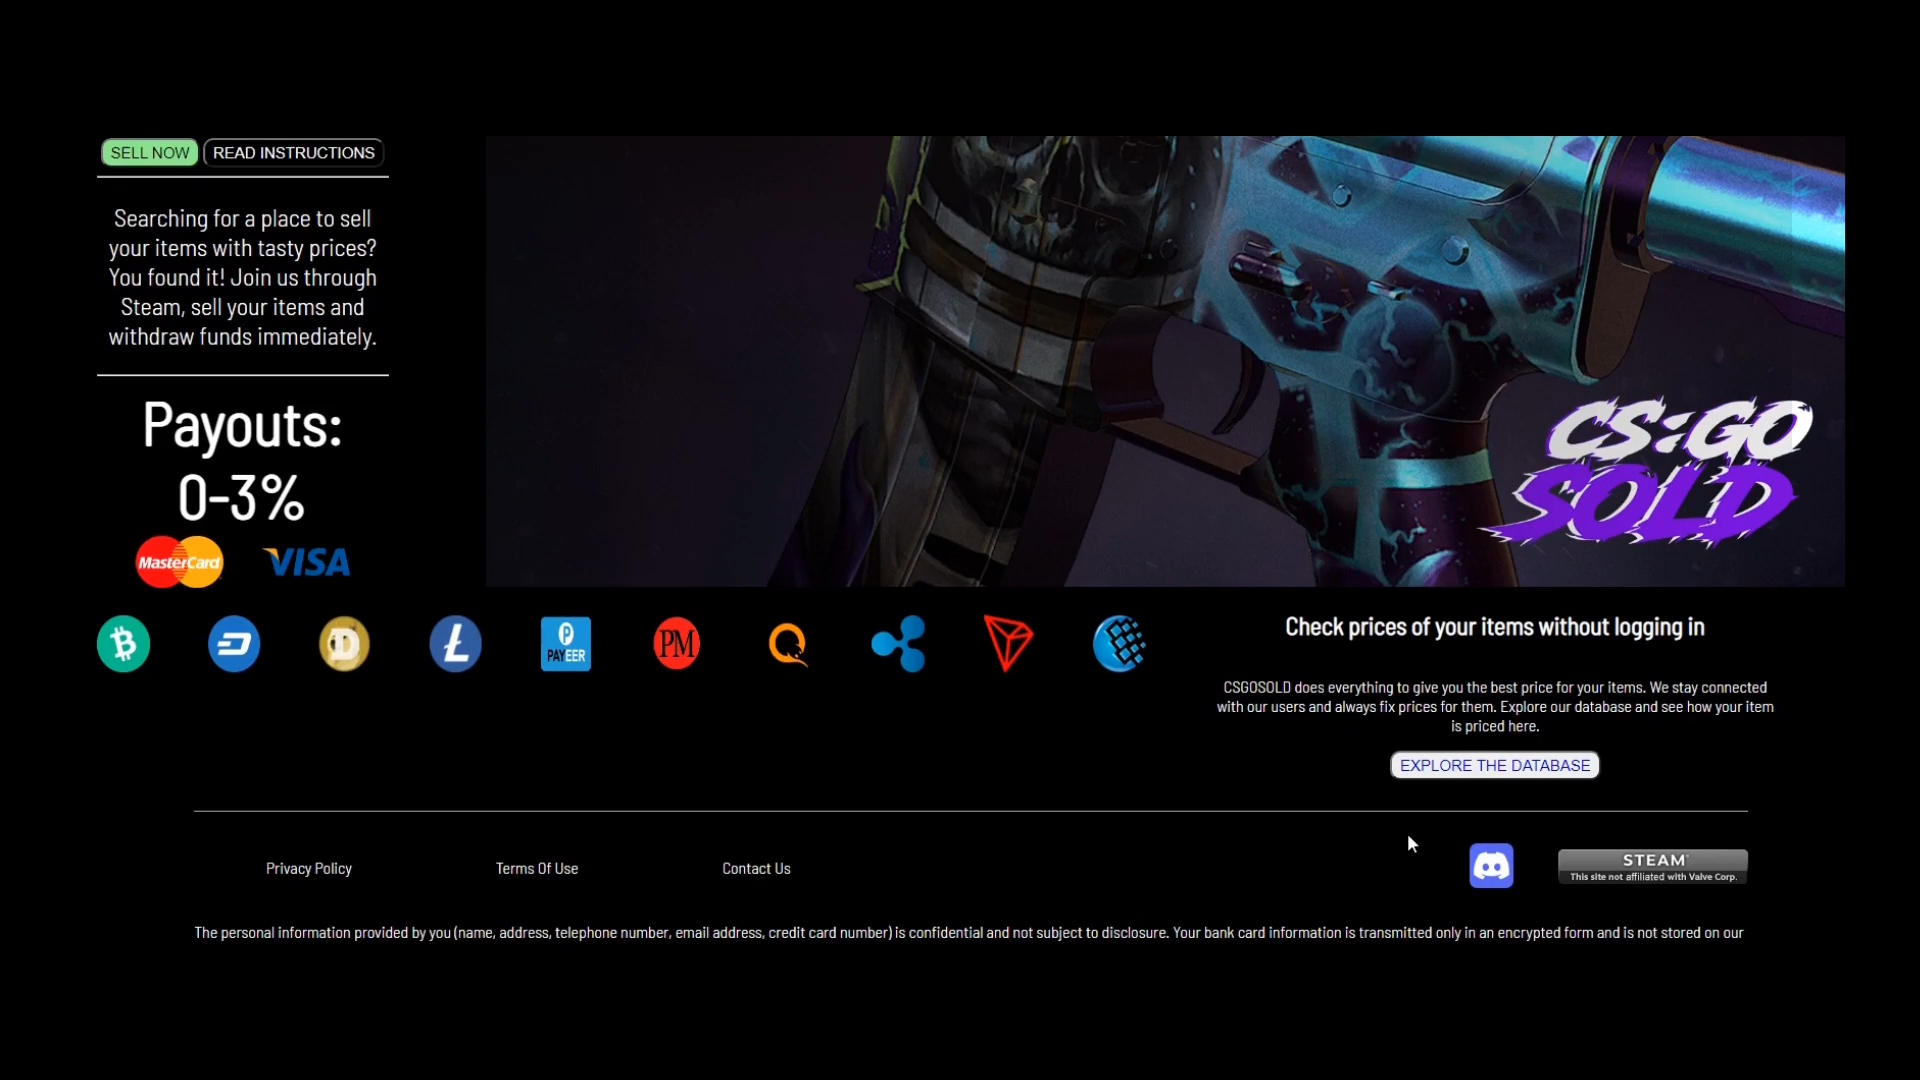 SELL NOW
READ INSTRUCTIONS
Searching for a place to sell
your items with tasty prices?
You found it! Join us through
Steam, sell your items and
withdraw funds immediately.
Payouts:
0-3%
MasterCard
VISA
CS:GO
SOLD
P
PAYEER
PM
Check prices of your items without logging in
CSGOSOLD does everything to give you the best price for your items. We stay connected
with our users and always fix prices for them. Explore our database and see how your item
is priced here.
EXPLORE THE DATABASE
Privacy Policy
Terms Of Use
Contact Us
STEAM
This site not affiliated with Valve Corp.
The personal information provided by you (name, address, telephone number, email address, credit card number) is confidential and not subject to disclosure. Your bank card information is transmitted only in an encrypted form and is not stored on our